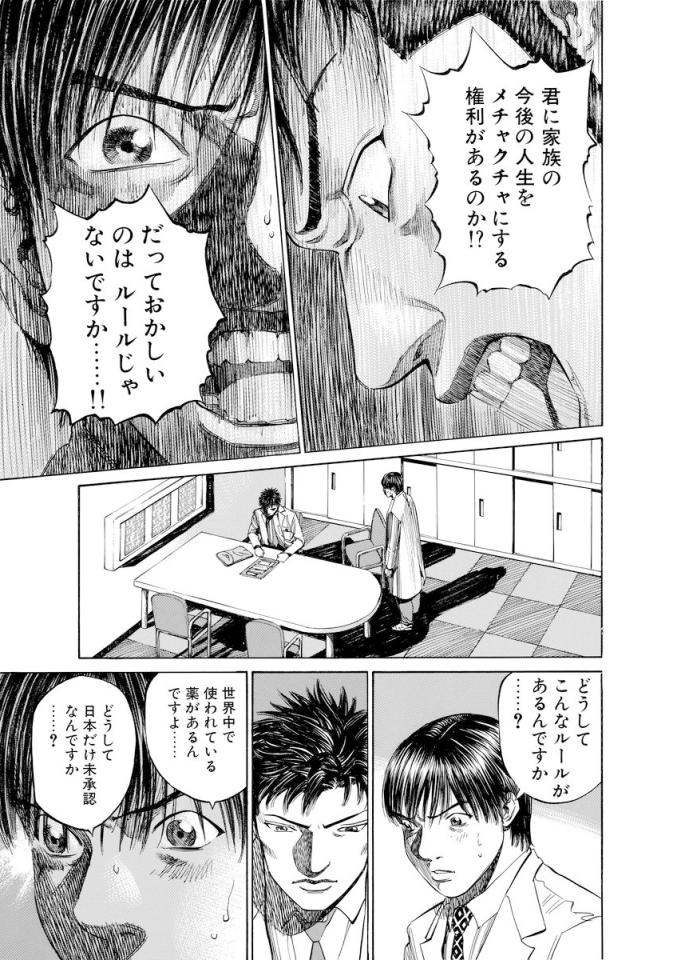 君に家族の
今後の人生を
メチャクチャにする
権利があるのか!?
だっておかしい
のは ルールじゃ
ないですか……!!
どうして
こんなルールが
あるんですか
……?
世界中で
使われている
薬があるん
ですよ……
どうして
日本だけ未承認
なんですか
……?